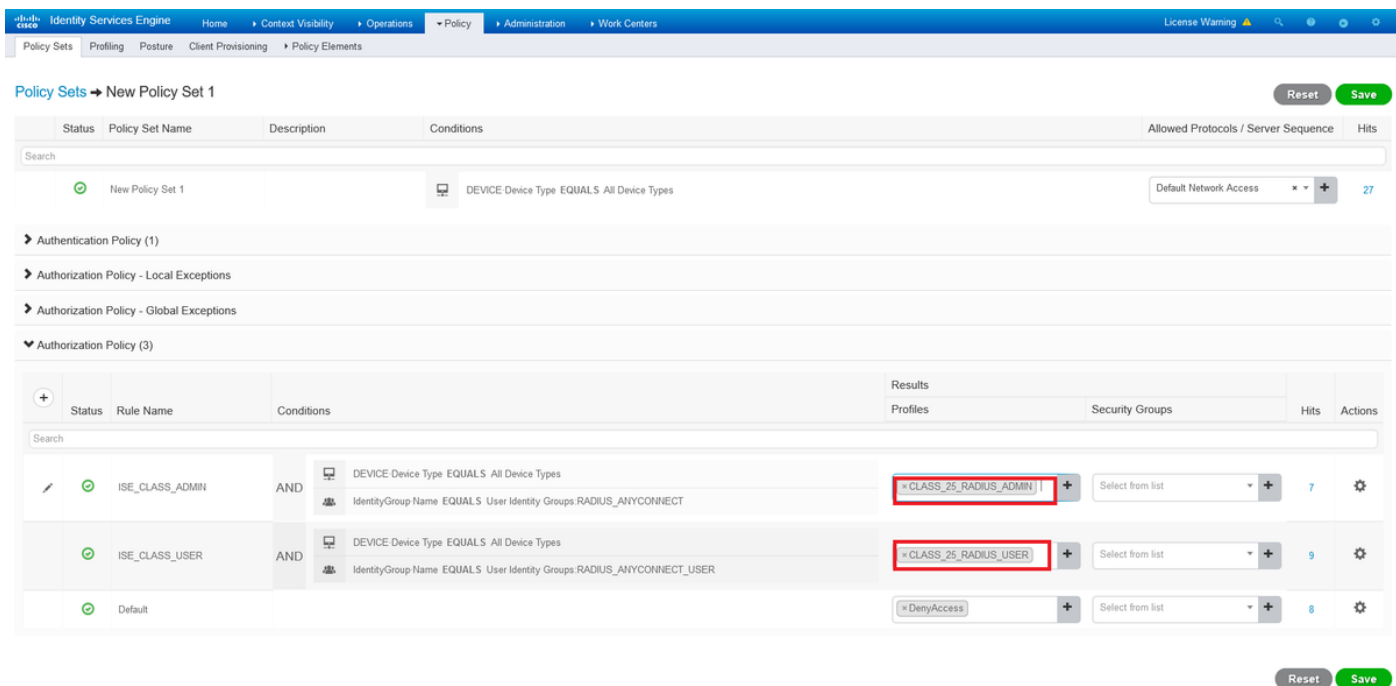 cisco Identity Services Engine Home Context Visibility Operations Policy Administration Work Centers License Warning
Policy Sets Profiling Posture Client Provisioning Policy Elements
Policy Sets → New Policy Set 1 Reset Save
Status Policy Set Name Description Conditions Allowed Protocols / Server Sequence Hits
Search
New Policy Set 1 DEVICE·Device Type EQUALS All Device Types Default Network Access × + 27
Authentication Policy (1)
Authorization Policy - Local Exceptions
Authorization Policy - Global Exceptions
Authorization Policy (3)
Results
+ Status Rule Name Conditions Profiles Security Groups Hits Actions
Search
ISE_CLASS_ADMIN AND DEVICE·Device Type EQUALS All Device Types × CLASS_25_RADIUS_ADMIN + Select from list + 7
IdentityGroup·Name EQUALS User Identity Groups:RADIUS_ANYCONNECT
ISE_CLASS_USER AND DEVICE·Device Type EQUALS All Device Types × CLASS_25_RADIUS_USER + Select from list + 9
IdentityGroup·Name EQUALS User Identity Groups:RADIUS_ANYCONNECT_USER
Default × DenyAccess + Select from list + 8
Reset Save